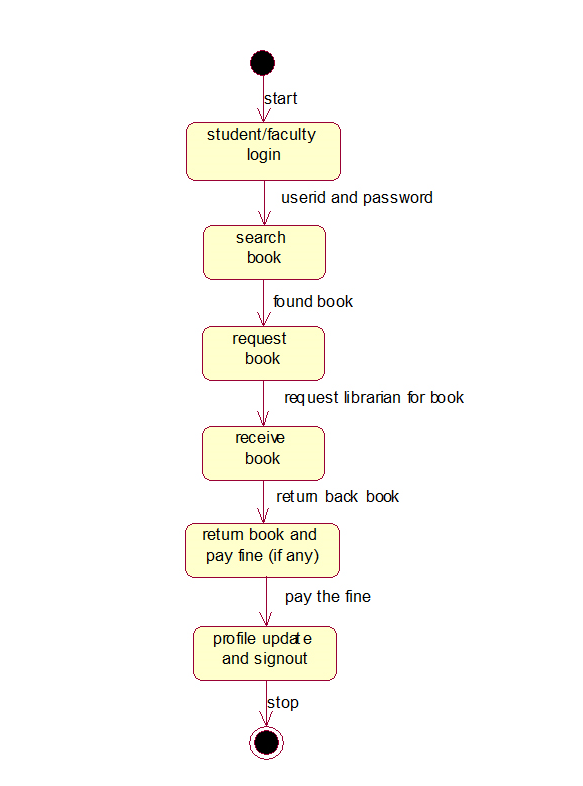 start
student/faculty
login
userid and password
search
book
found book
request
book
request librarian for book
receive
book
return back book
return book and
pay fine (if any)
pay the fine
profile update
and signout
stop